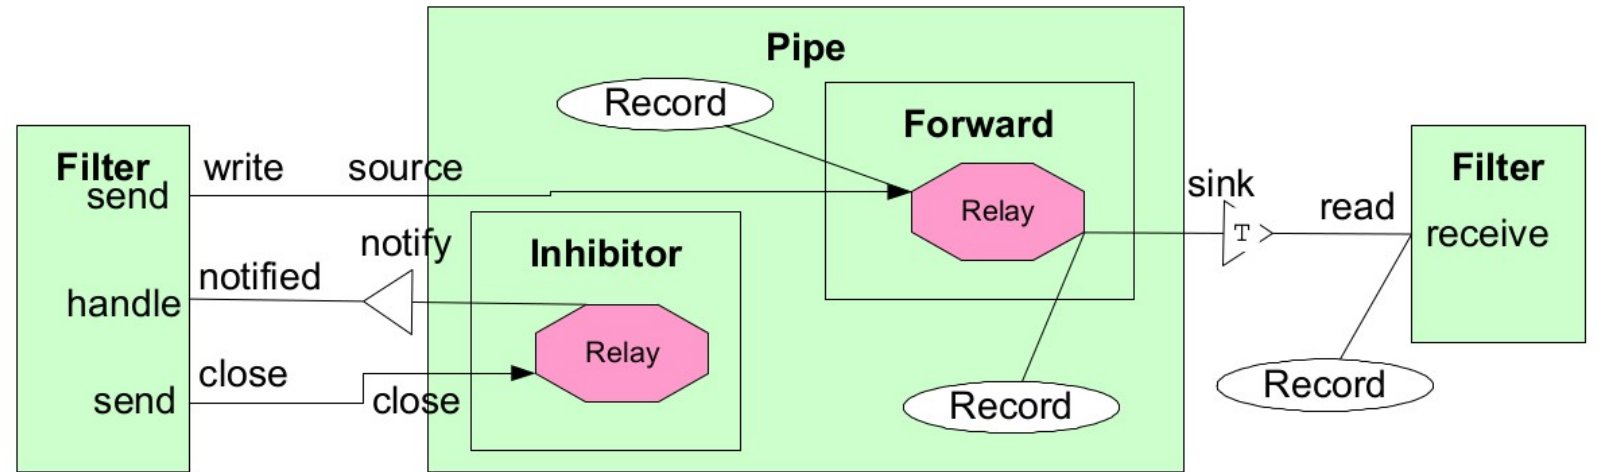 Pipe
Record
Forward
Filter
send
write
source
Relay
sink
read
Filter
receive
T
notify
Inhibitor
notified
handle
Relay
close
send
close
Record
Record